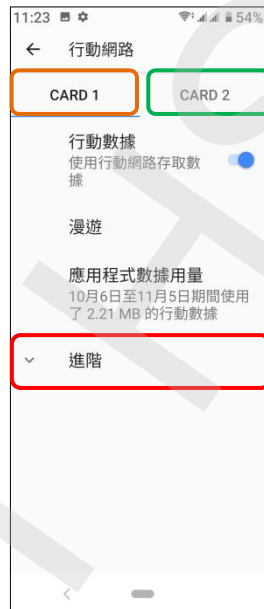 11:23 54%
行動網路
CARD 1 CARD 2
行動數據
使用行動網路存取數
據
漫遊
應用程式數據用量
10月6日至11月5日期間使用
了 2.21 MB 的行動數據
進階